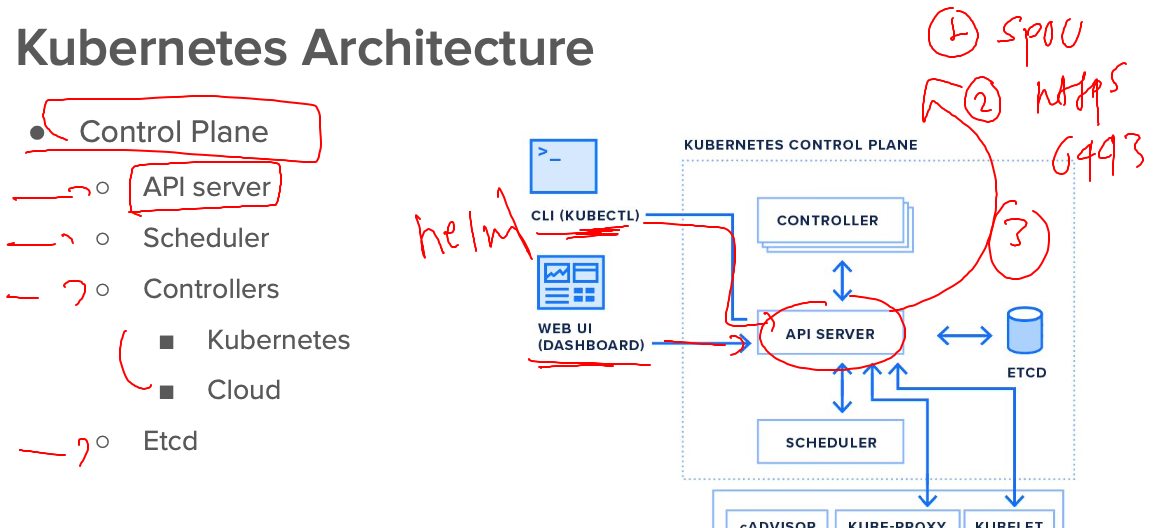 Kubernetes Architecture
Control Plane
API server
Scheduler
Controllers
Kubernetes
Cloud
Etcd
>_
CLI (KUBECTL)
helm
WEB UI
(DASHBOARD)
KUBERNETES CONTROL PLANE
CONTROLLER
API SERVER
ETCD
SCHEDULER
cADVISOR
KUBE-PROXY
KUBELET
1
2
https
6443
3